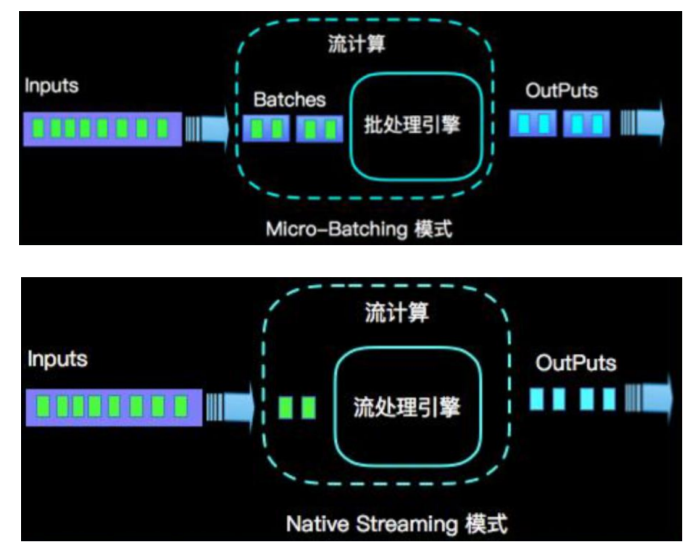 流计算
Inputs
Batches
OutPuts
批处理引擎
Micro-Batching 模式
流计算
Inputs
OutPuts
流处理引擎
Native Streaming 模式